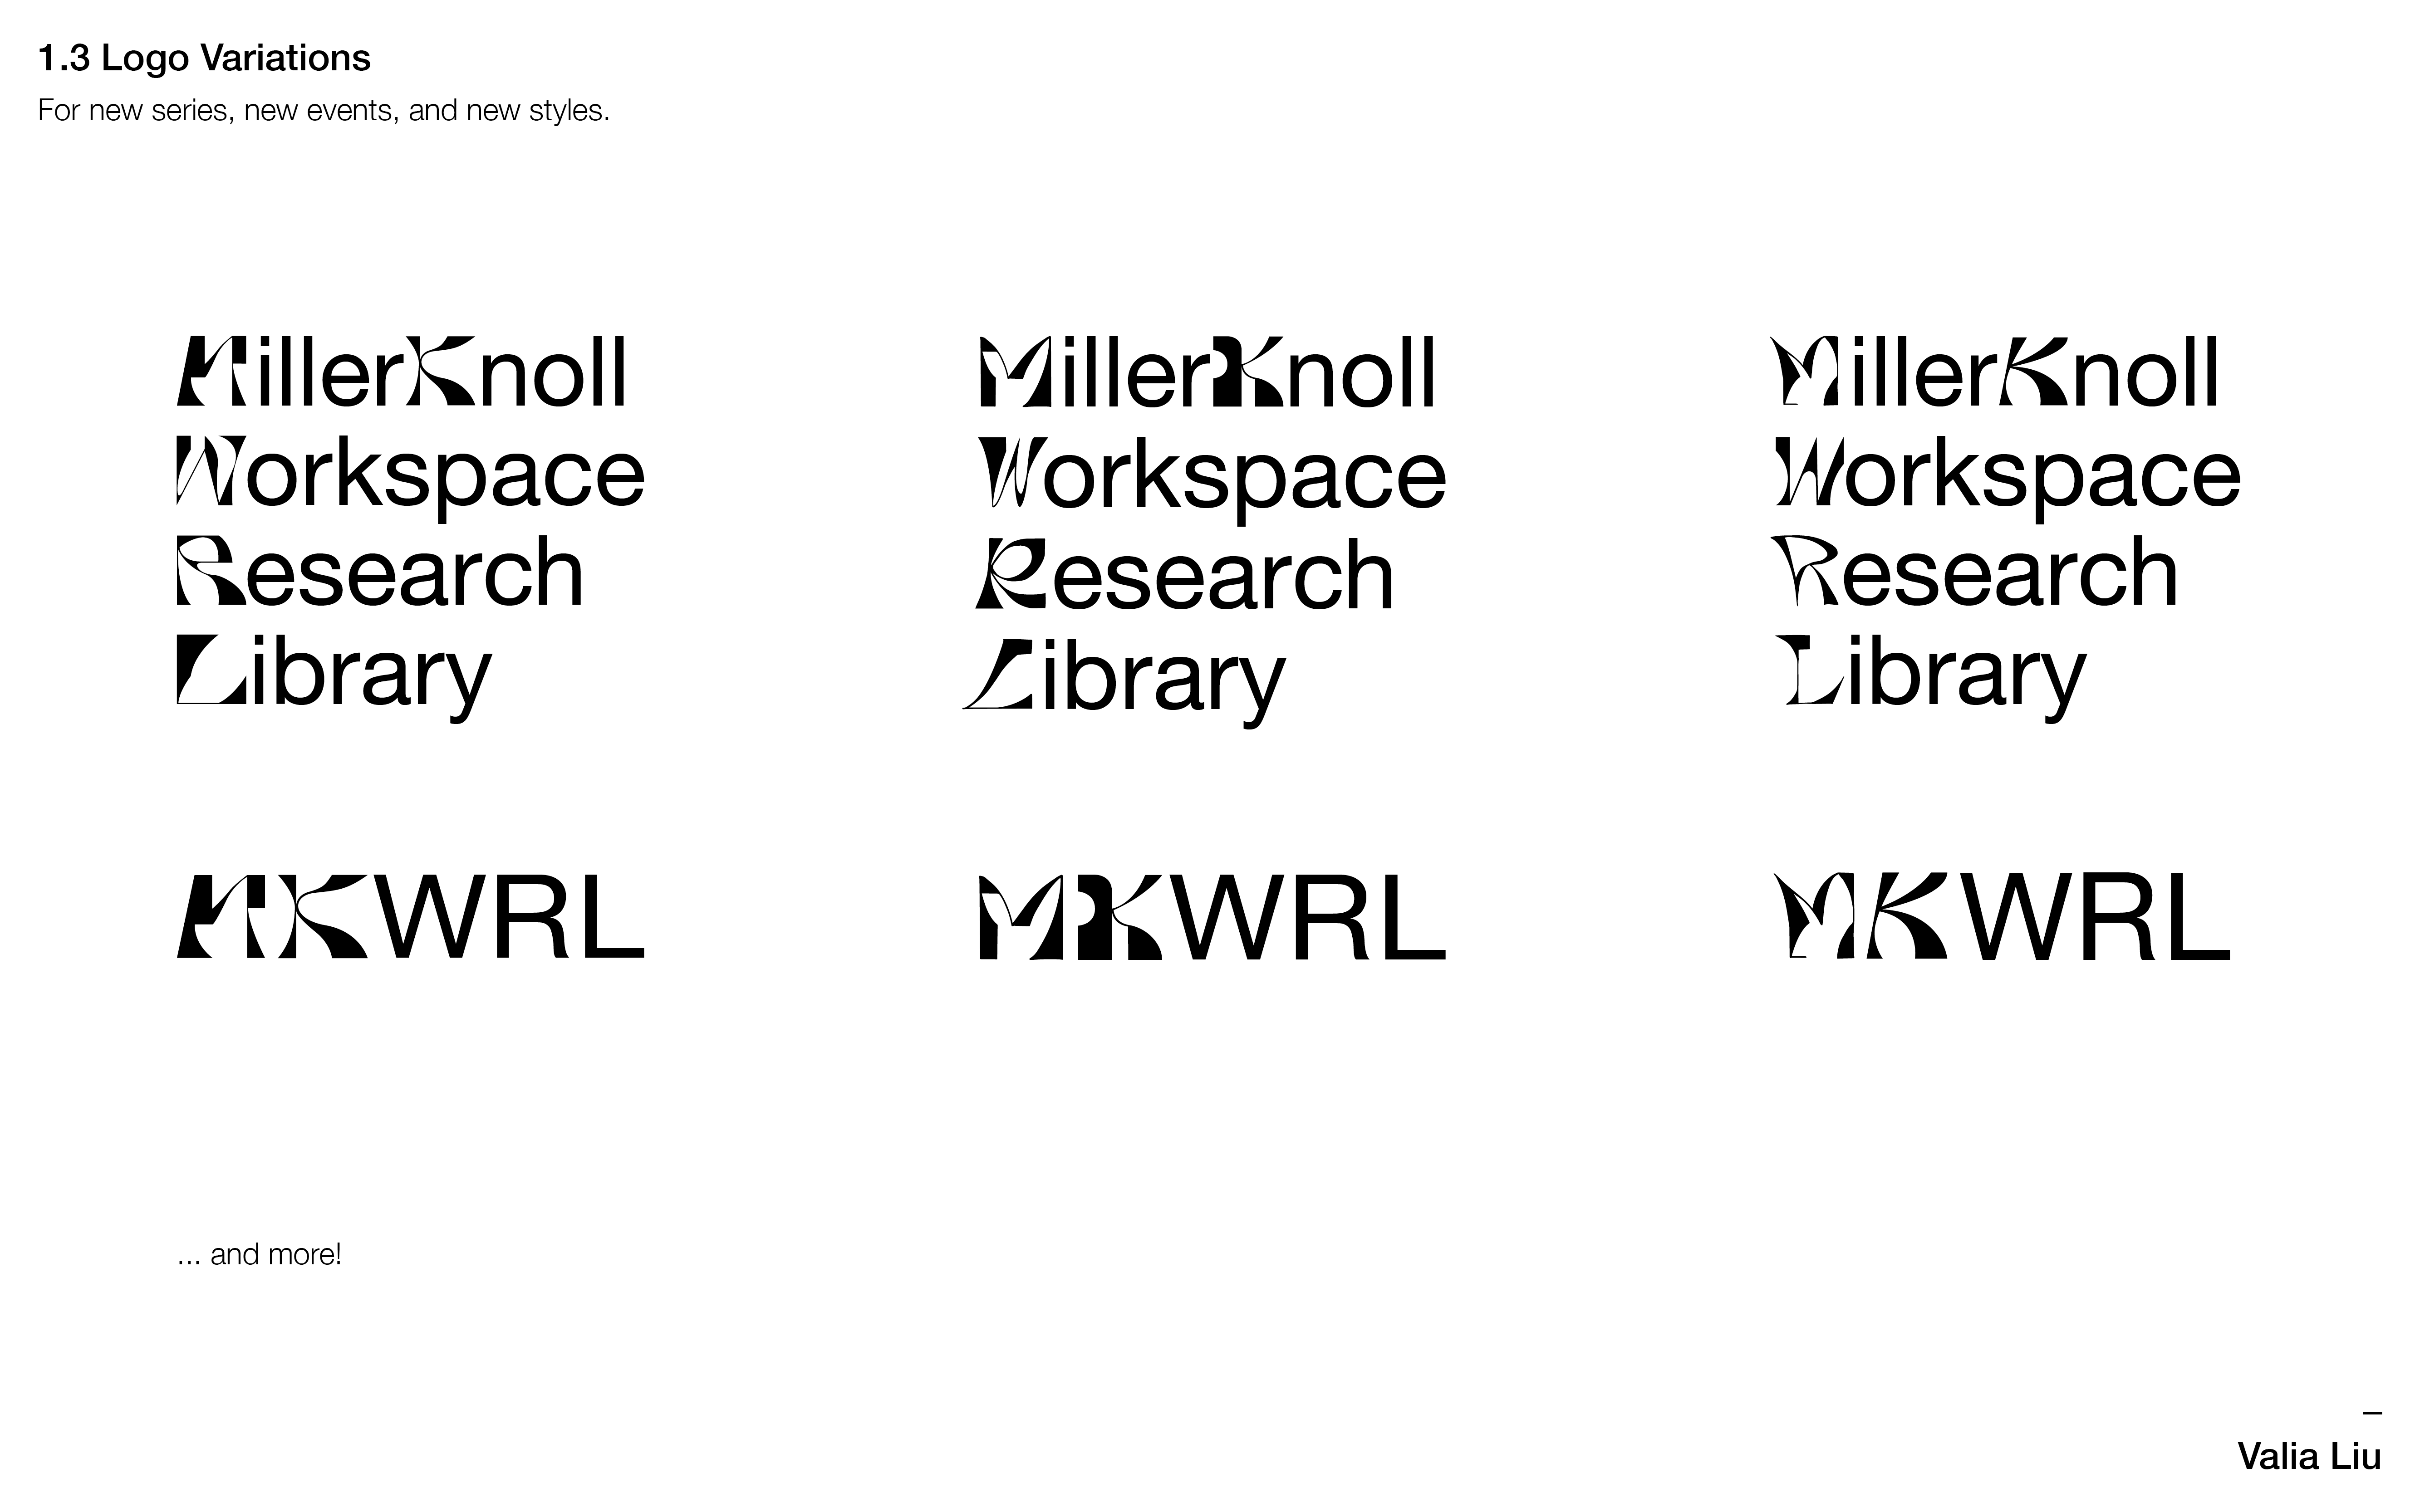 1.3 Logo Variations
For new series, new events, and new styles.
MillerKnoll
Workspace
Research
Library
MKWRL
MillerKnoll
Workspace
Research
Library
MKWRL
MillerKnoll
Workspace
Research
Library
MKWRL
... and more!
–
Valia Liu